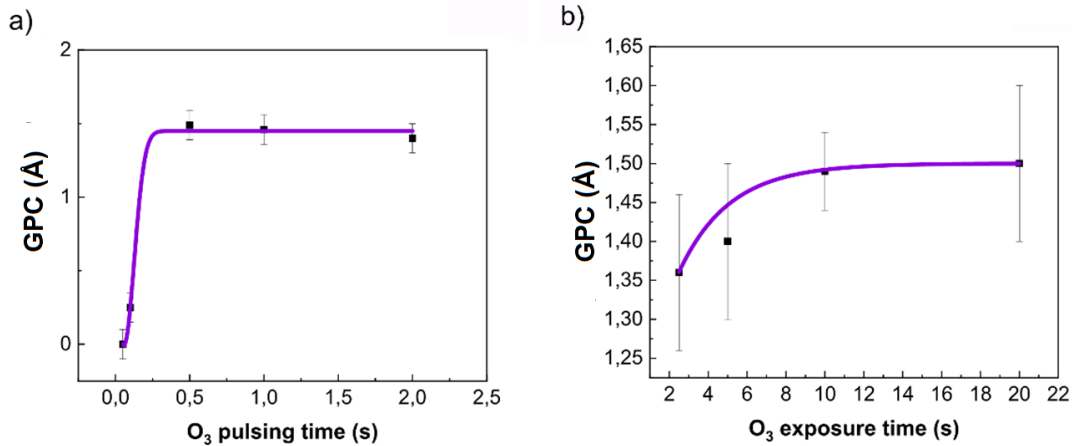 a)
2
1
0
GPC (Å)
0,0 0,5 1,0 1,5 2,0 2,5
O₃ pulsing time (s)
b)
1,65
1,60
1,55
1,50
1,45
1,40
1,35
1,30
1,25
GPC (Å)
2 4 6 8 10 12 14 16 18 20 22
O₃ exposure time (s)